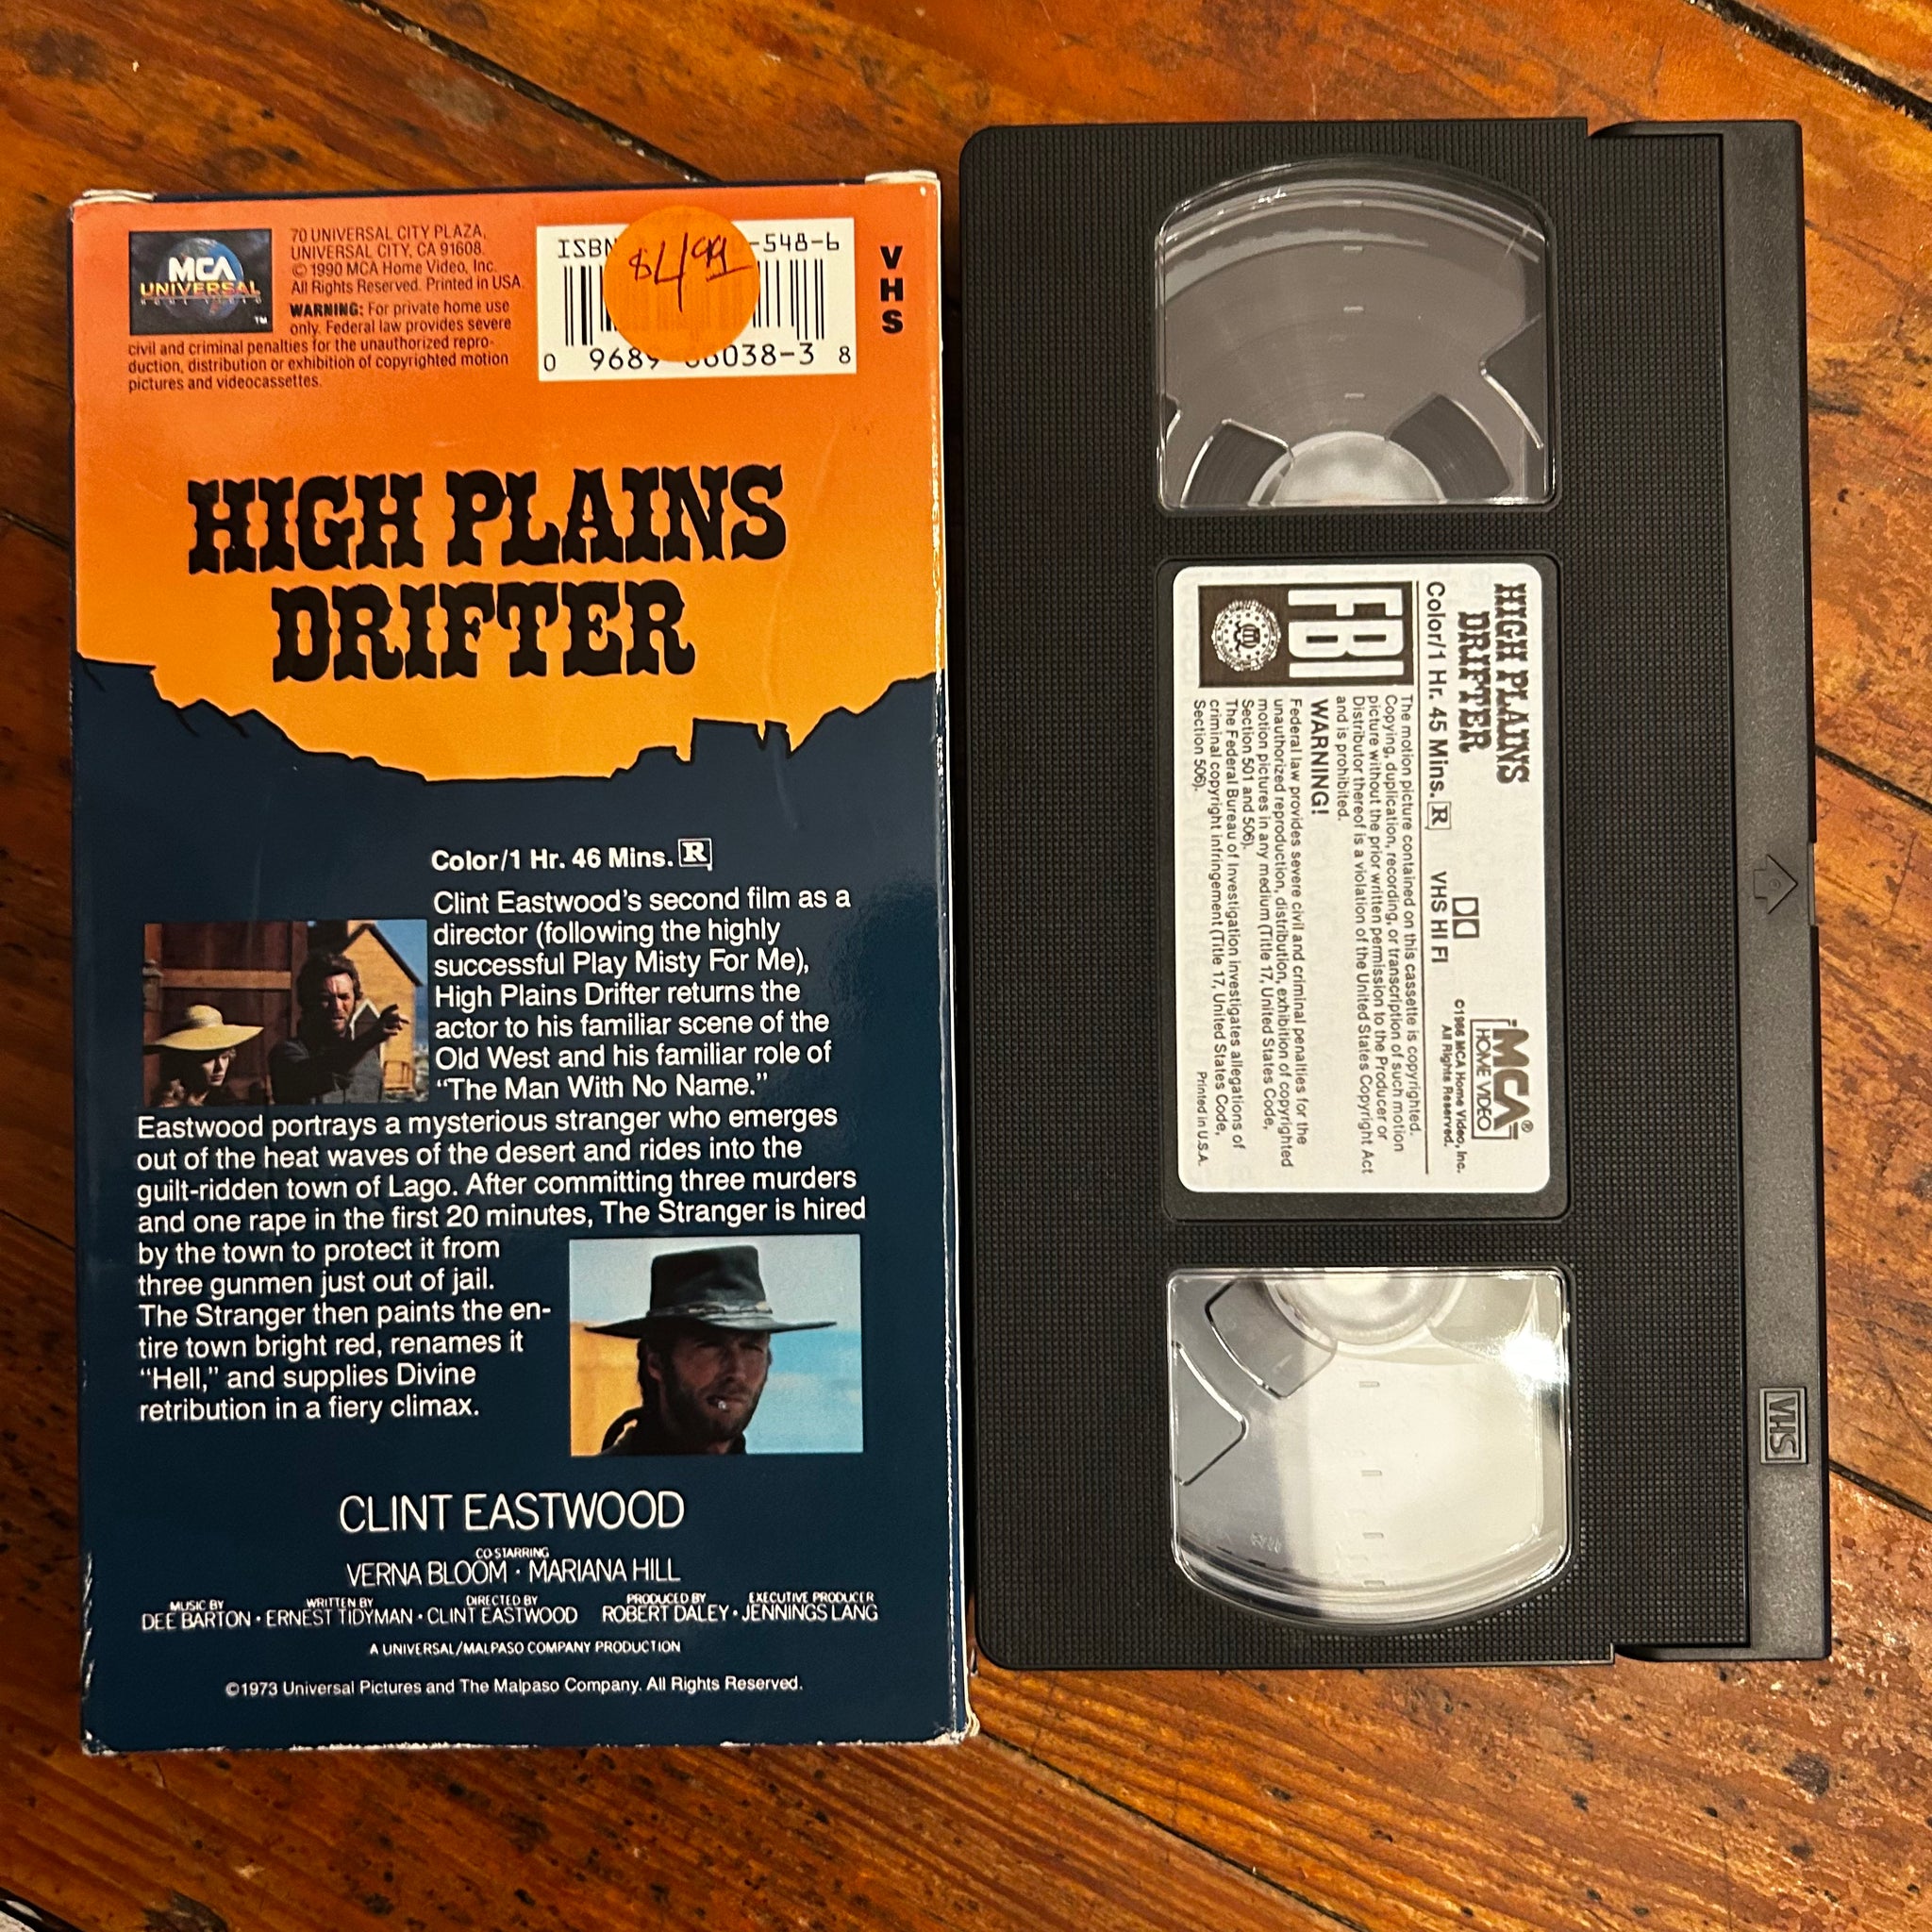 MCA
UNIVERSAL
HOME VIDEO
™
70 UNIVERSAL CITY PLAZA,
UNIVERSAL CITY, CA 91608.
© 1990 MCA Home Video, Inc.
All Rights Reserved. Printed in USA.
WARNING: For private home use
only. Federal law provides severe
civil and criminal penalties for the unauthorized repro-
duction, distribution or exhibition of copyrighted motion
pictures and videocassettes.
ISBN -548-6
$4.99
0 038-3 8
VHS
HIGH PLAINS
DRIFTER
Color/1 Hr. 46 Mins. R
Clint Eastwood's second film as a
director (following the highly
successful Play Misty For Me),
High Plains Drifter returns the
actor to his familiar scene of the
Old West and his familiar role of
“The Man With No Name.”
Eastwood portrays a mysterious stranger who emerges
out of the heat waves of the desert and rides into the
guilt-ridden town of Lago. After committing three murders
and one rape in the first 20 minutes, The Stranger is hired
by the town to protect it from
three gunmen just out of jail.
The Stranger then paints the en-
tire town bright red, renames it
“Hell,” and supplies Divine
retribution in a fiery climax.
CLINT EASTWOOD
CO STARRING
VERNA BLOOM · MARIANA HILL
MUSIC BY WRITTEN BY DIRECTED BY PRODUCED BY EXECUTIVE PRODUCER
DEE BARTON · ERNEST TIDYMAN · CLINT EASTWOOD ROBERT DALEY · JENNINGS LANG
A UNIVERSAL/MALPASO COMPANY PRODUCTION
©1973 Universal Pictures and The Malpaso Company. All Rights Reserved.
HIGH PLAINS
DRIFTER
Color/1 Hr. 45 Mins. R
VHS HI FI
MCA®
HOME VIDEO
©1986 MCA Home Video, Inc.
All Rights Reserved.
The motion picture contained on this cassette is copyrighted.
Copying, duplication, recording, or transcription of such motion
picture without the prior written permission to the Producer or
Distributor thereof is a violation of the United States Copyright Act
and is prohibited.
FBI
WARNING!
Federal law provides severe civil and criminal penalties for the
unauthorized reproduction, distribution, exhibition of copyrighted
motion pictures in any medium (Title 17, United States Code,
Section 501 and 506).
The Federal Bureau of Investigation investigates allegations of
criminal copyright infringement (Title 17, United States Code,
Section 506).
Printed in U.S.A.
VHS